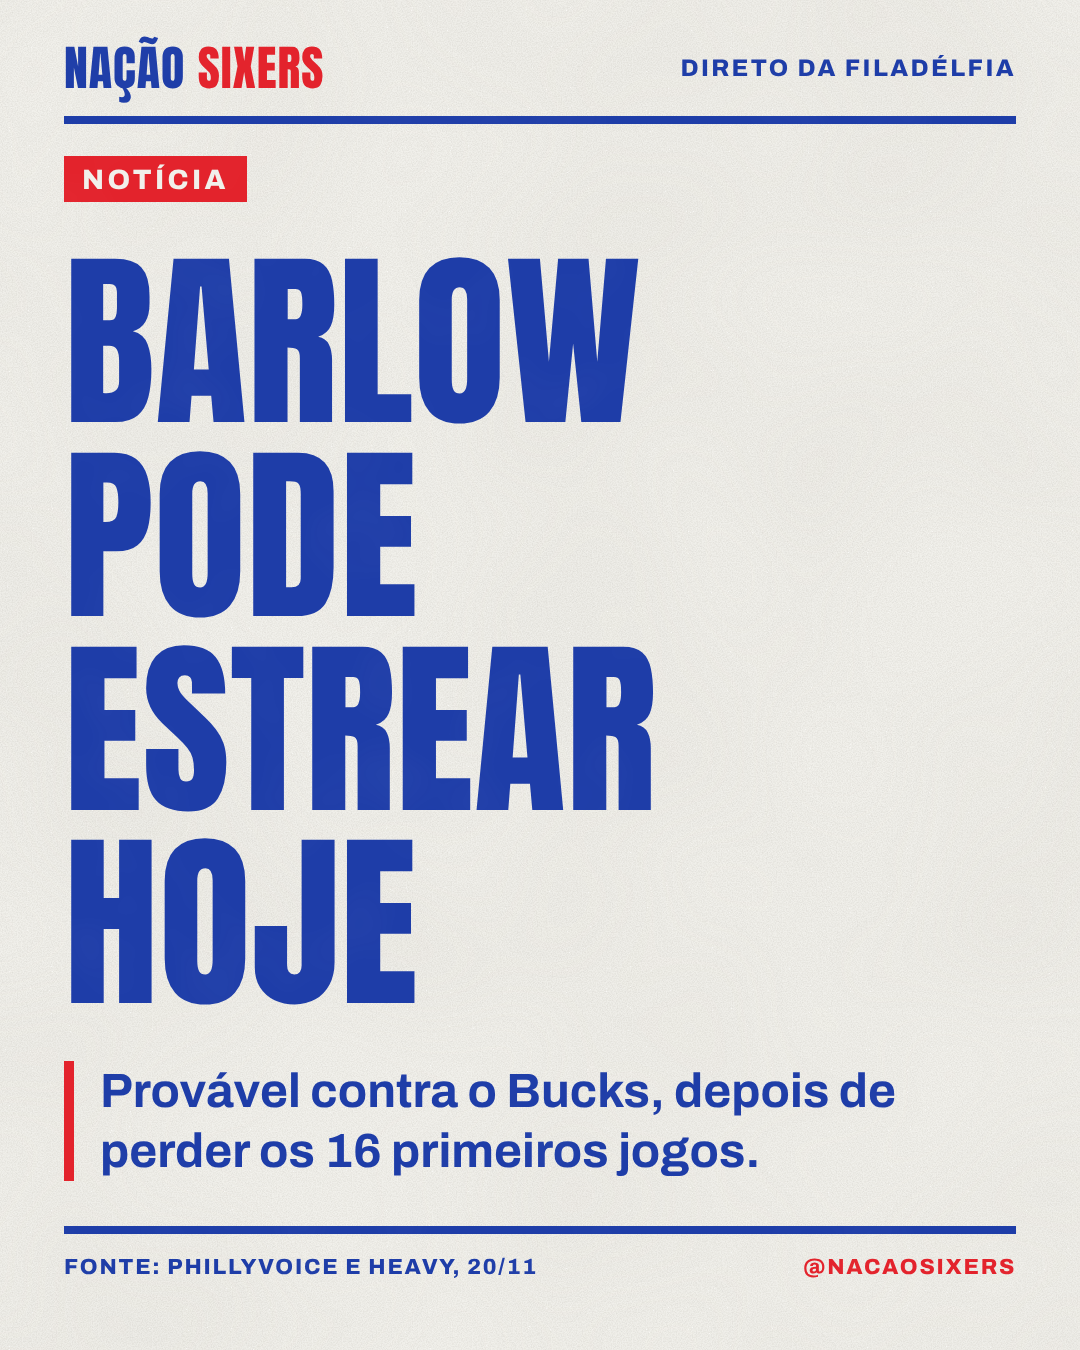 NAÇÃO SIXERS
DIRETO DA FILADÉLFIA
NOTÍCIA
BARLOW
PODE
ESTREAR
HOJE
Provável contra o Bucks, depois de
perder os 16 primeiros jogos.
FONTE: PHILLYVOICE E HEAVY, 20/11
@NACAOSIXERS